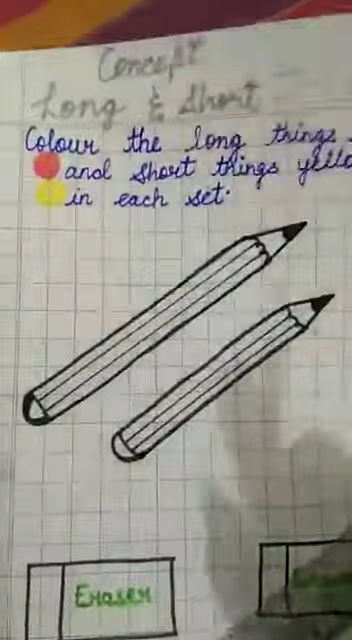 Concept
Long & Short
Colour the long things
and short things yello
in each set.
Eraser